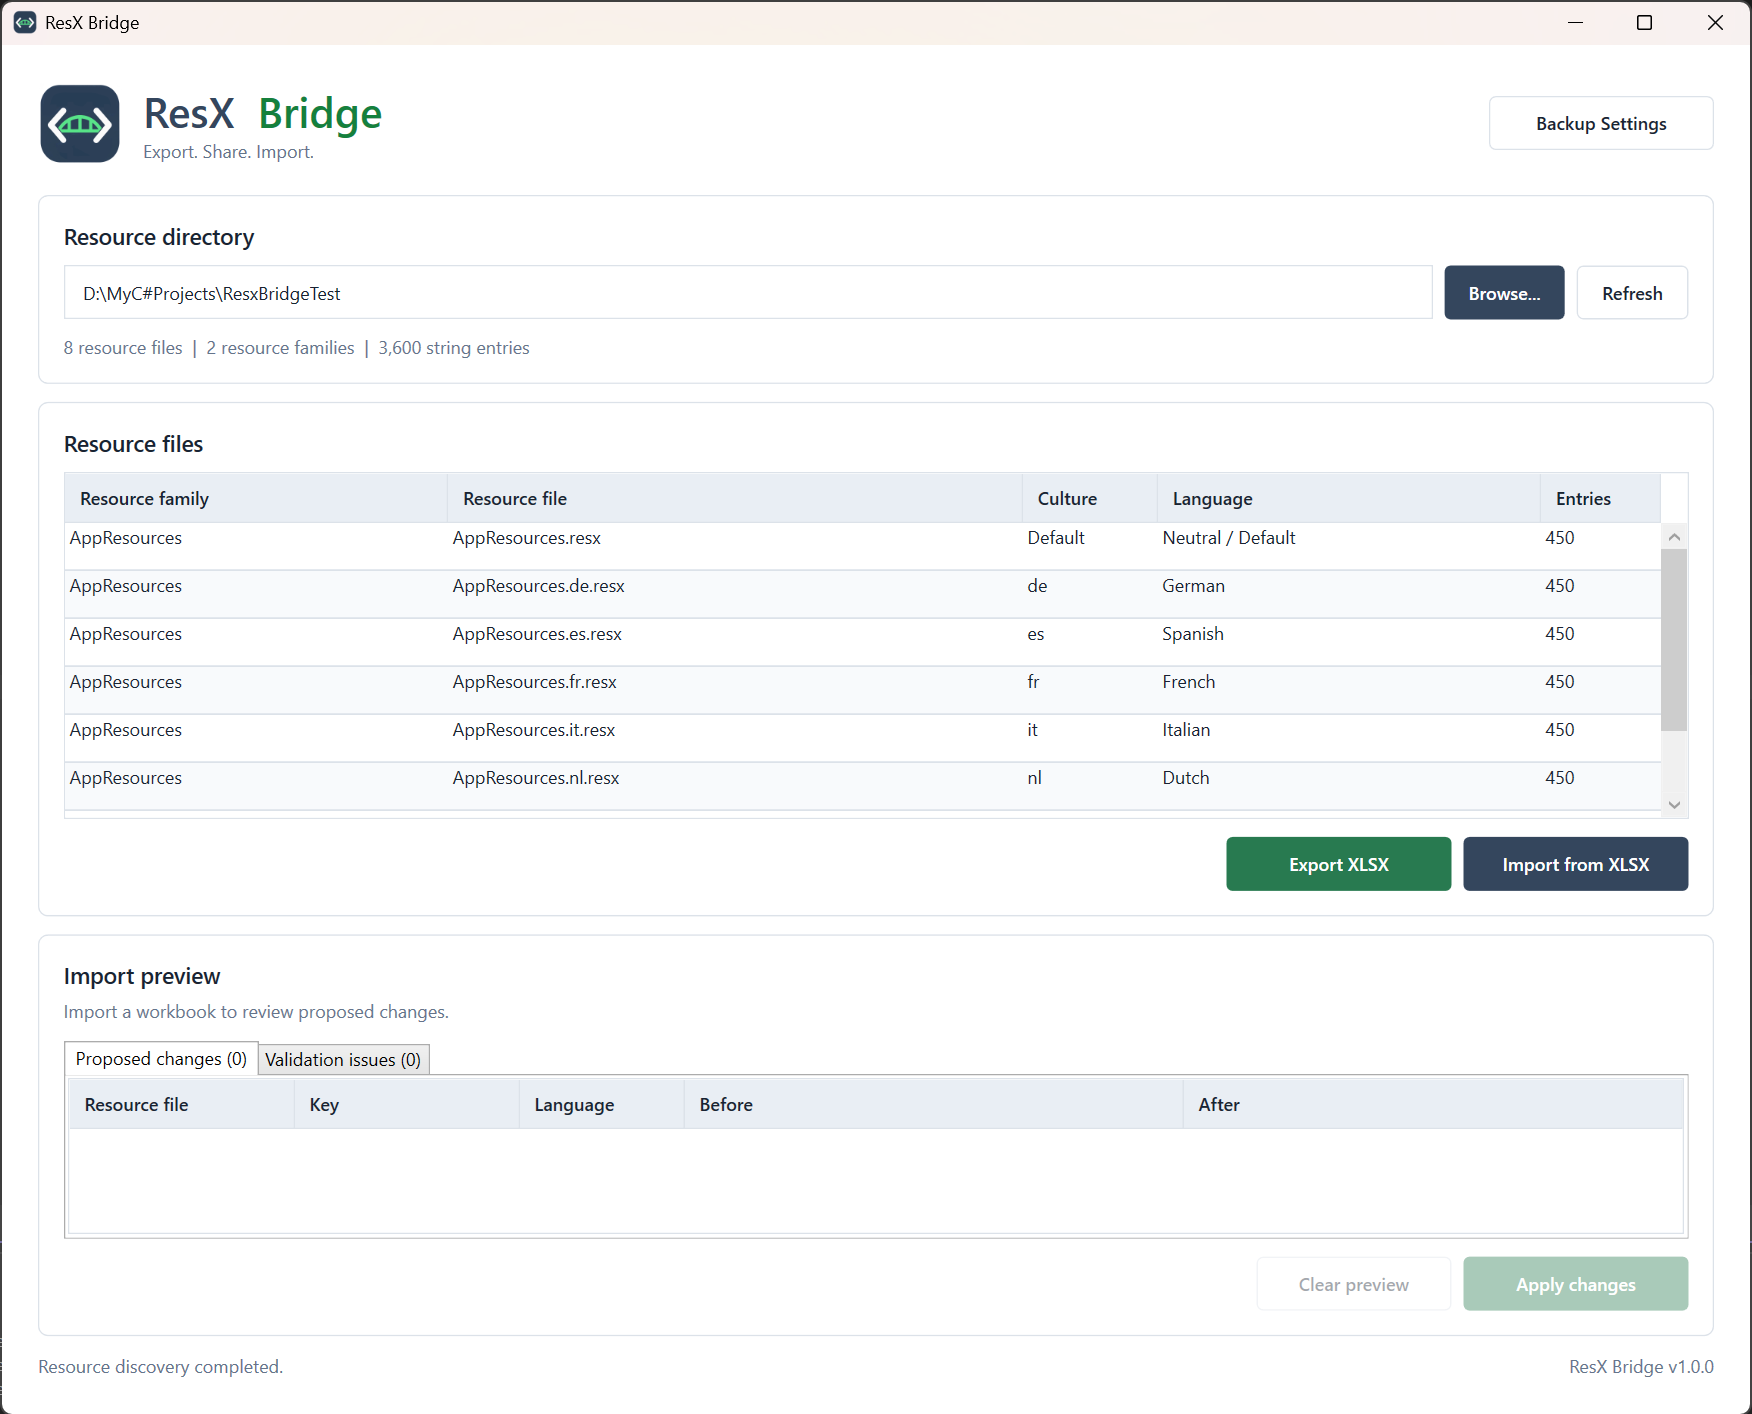 ResX Bridge
ResX Bridge
Export. Share. Import.
Backup Settings
Resource directory
D:\MyC#Projects\ResxBridgeTest
Browse...
Refresh
8 resource files | 2 resource families | 3,600 string entries
Resource files
Resource family Resource file Culture Language Entries
AppResources AppResources.resx Default Neutral / Default 450
AppResources AppResources.de.resx de German 450
AppResources AppResources.es.resx es Spanish 450
AppResources AppResources.fr.resx fr French 450
AppResources AppResources.it.resx it Italian 450
AppResources AppResources.nl.resx nl Dutch 450
Export XLSX
Import from XLSX
Import preview
Import a workbook to review proposed changes.
Proposed changes (0) Validation issues (0)
Resource file Key Language Before After
Clear preview
Apply changes
Resource discovery completed.
ResX Bridge v1.0.0